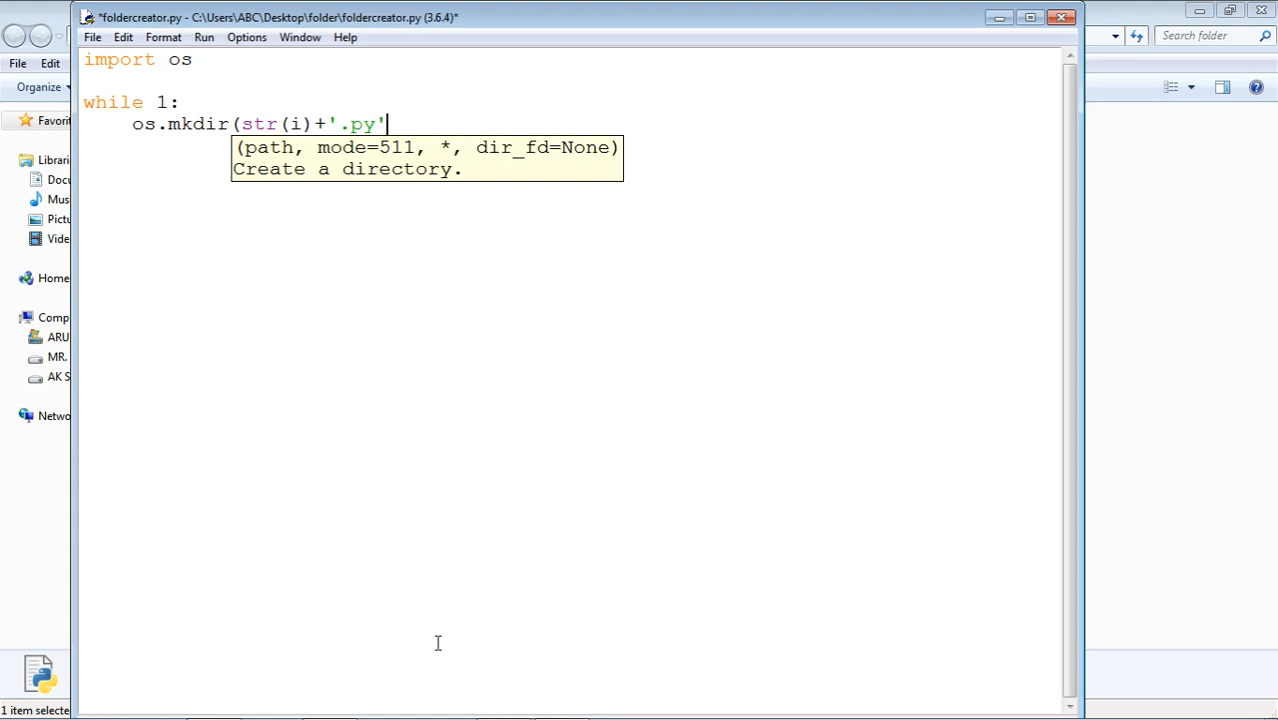 *foldercreator.py - C:\Users\ABC\Desktop\folder\foldercreator.py (3.6.4)*
File Edit Format Run Options Window Help
import os
while 1:
os.mkdir(str(i)+'.py'
(path, mode=511, *, dir_fd=None)
Create a directory.
File Edit
Organize
Favorit
Librari
Docu
Mus
Pictu
Vide
Home
Comp
ARU
MR.
AK S
Netwo
1 item selecte
Search folder